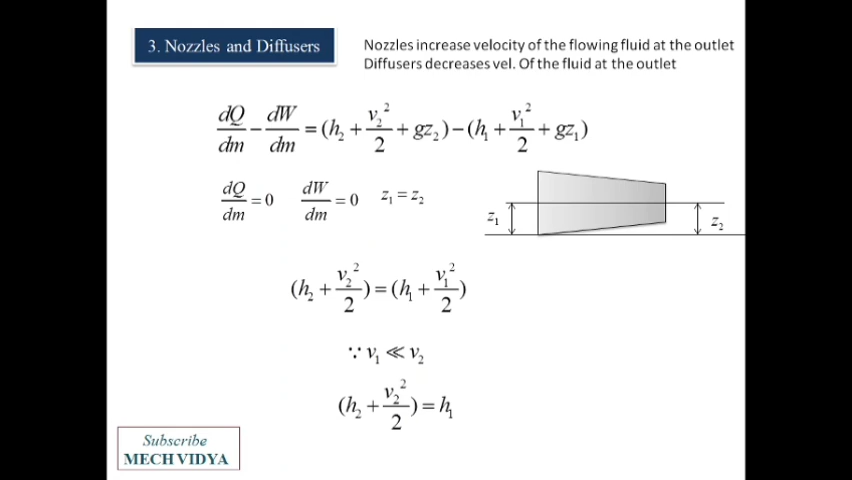 3. Nozzles and Diffusers
Nozzles increase velocity of the flowing fluid at the outlet
Diffusers decreases vel. Of the fluid at the outlet
dQ/dm − dW/dm = (h₂ + v₂²/2 + gz₂) − (h₁ + v₁²/2 + gz₁)
dQ/dm = 0 dW/dm = 0 z₁ = z₂
z₁ z₂
(h₂ + v₂²/2) = (h₁ + v₁²/2)
∵ v₁ ≪ v₂
(h₂ + v₂²/2) = h₁
Subscribe
MECH VIDYA